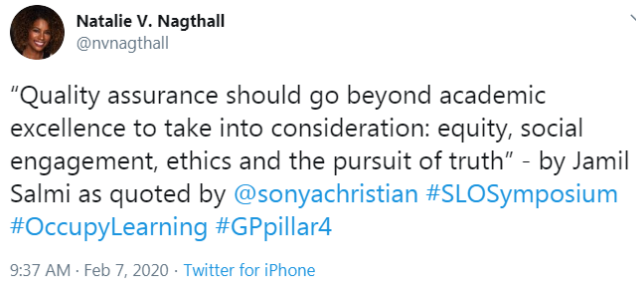 Natalie V. Nagthall
@nvnagthall
“Quality assurance should go beyond academic
excellence to take into consideration: equity, social
engagement, ethics and the pursuit of truth” - by Jamil
Salmi as quoted by @sonyachristian #SLOSymposium
#OccupyLearning #GPpillar4
9:37 AM · Feb 7, 2020 · Twitter for iPhone